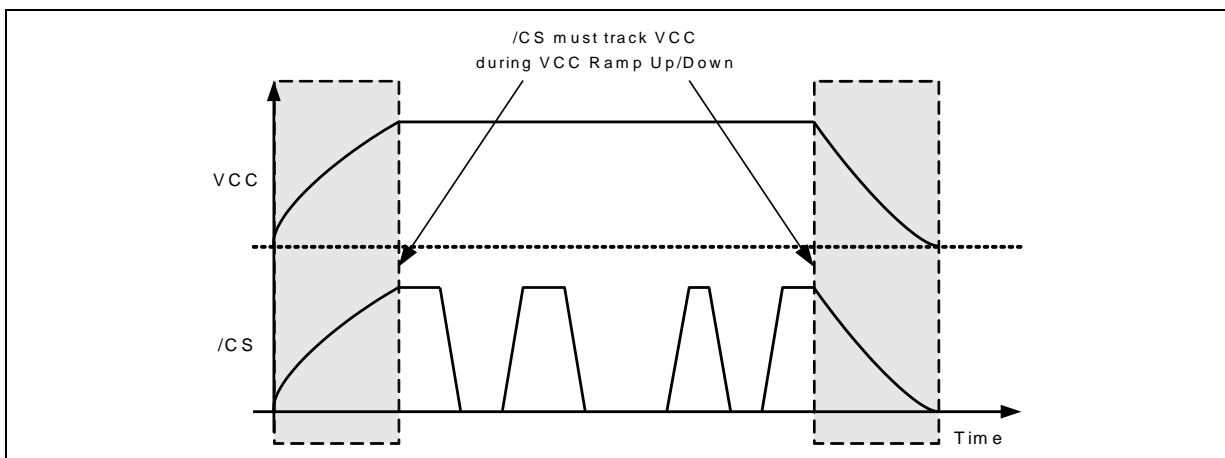 /CS must track VCC
during VCC Ramp Up/Down
VCC
/CS
Time